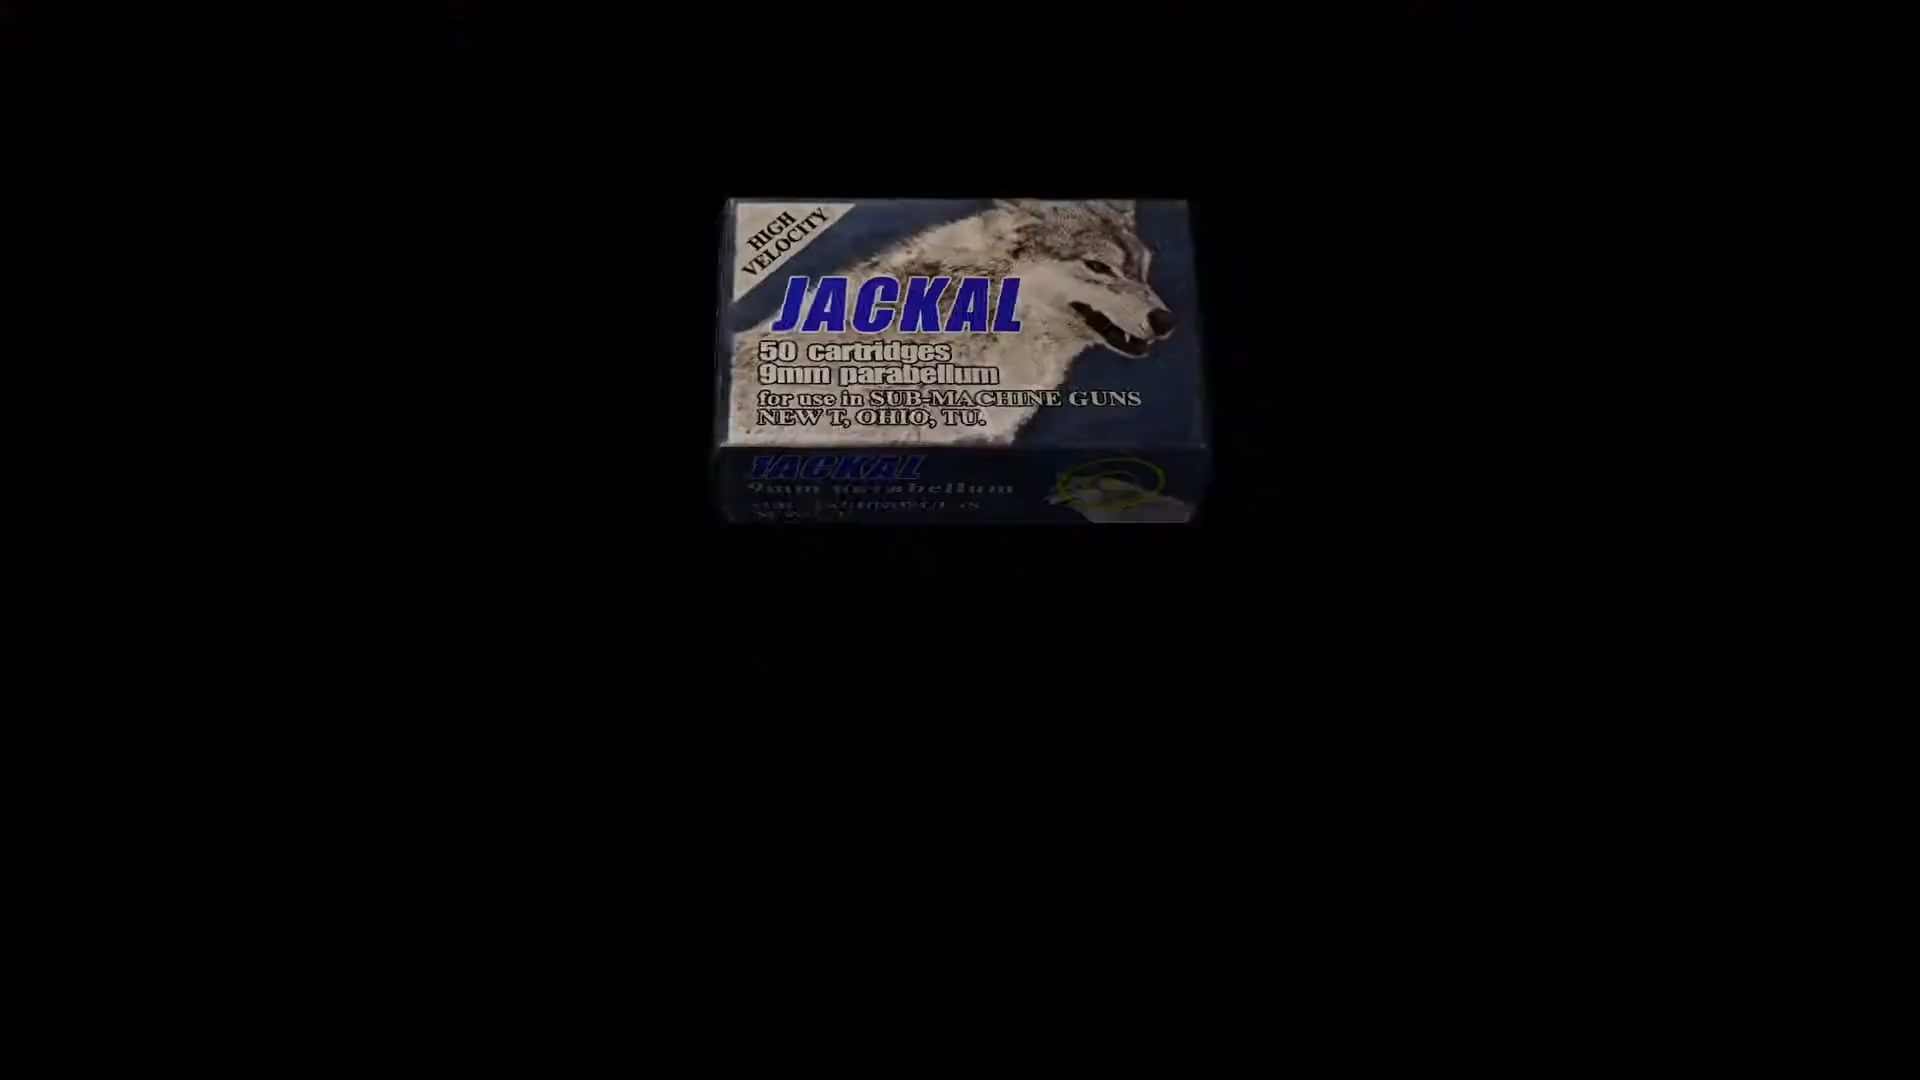 HIGH
VELOCITY
JACKAL
50 cartridges
9mm parabellum
for use in SUB-MACHINE GUNS
NEW T, OHIO, TU.
JACKAL
9mm parabellum